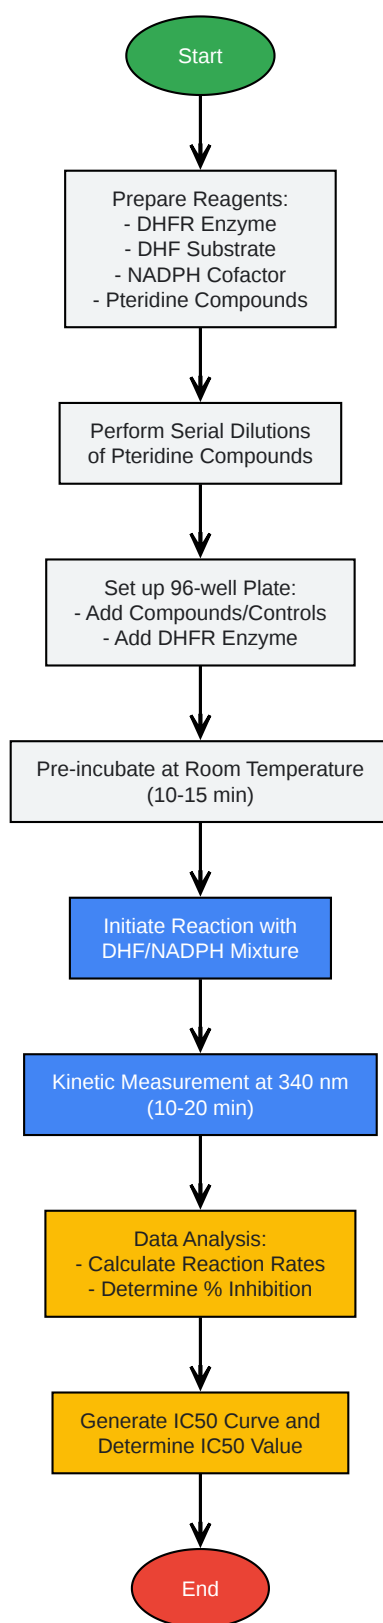 Start
Prepare Reagents:
- DHFR Enzyme
- DHF Substrate
- NADPH Cofactor
- Pteridine Compounds
Perform Serial Dilutions
of Pteridine Compounds
Set up 96-well Plate:
- Add Compounds/Controls
- Add DHFR Enzyme
Pre-incubate at Room Temperature
(10-15 min)
Initiate Reaction with
DHF/NADPH Mixture
Kinetic Measurement at 340 nm
(10-20 min)
Data Analysis:
- Calculate Reaction Rates
- Determine % Inhibition
Generate IC50 Curve and
Determine IC50 Value
End